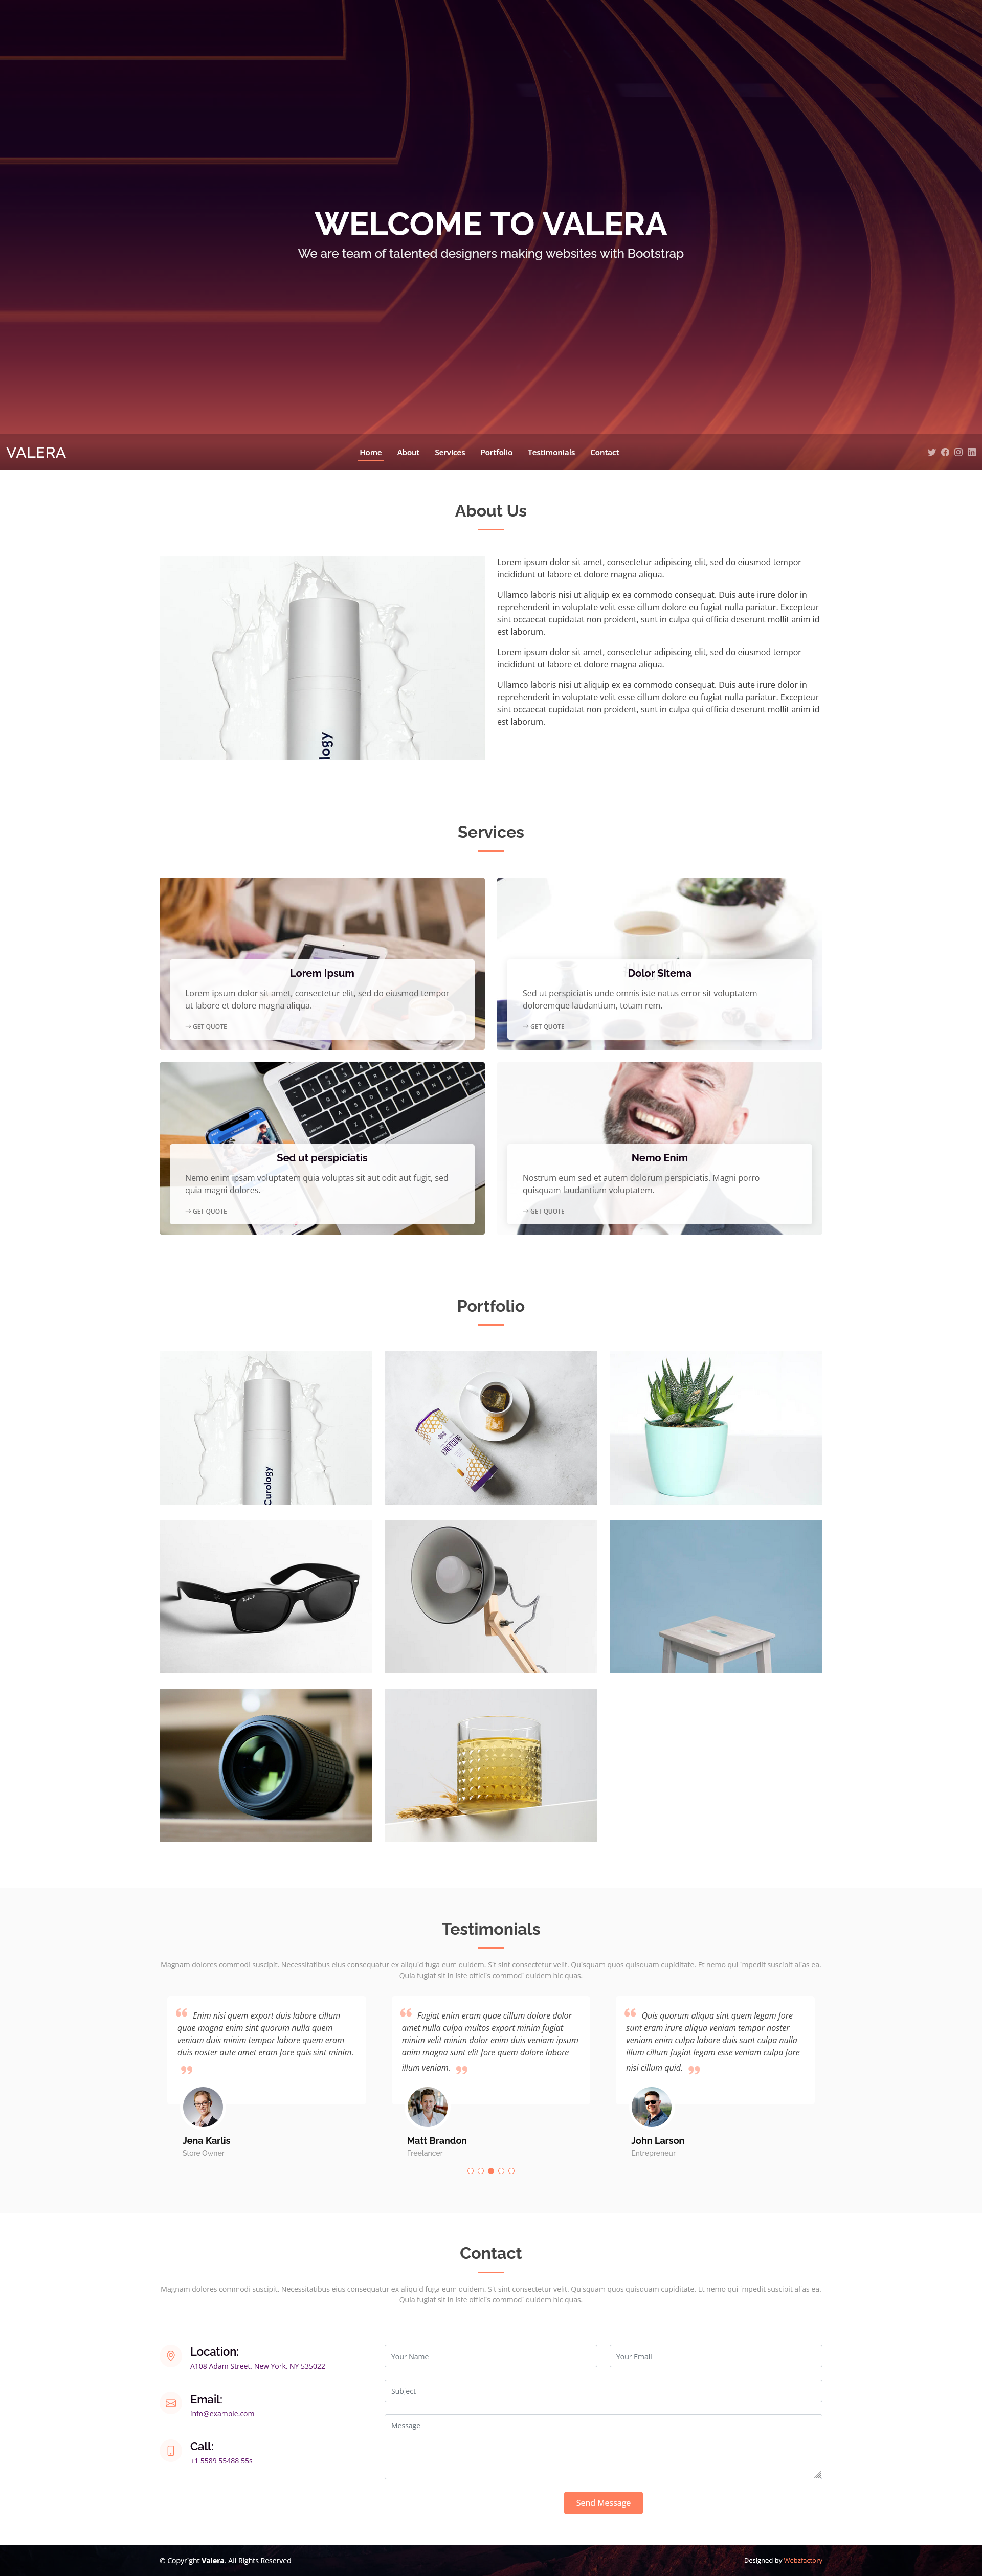 WELCOME TO VALERA
We are team of talented designers making websites with Bootstrap
VALERA
Home About Services Portfolio Testimonials Contact
About Us
logy
Lorem ipsum dolor sit amet, consectetur adipiscing elit, sed do eiusmod tempor
incididunt ut labore et dolore magna aliqua.
Ullamco laboris nisi ut aliquip ex ea commodo consequat. Duis aute irure dolor in
reprehenderit in voluptate velit esse cillum dolore eu fugiat nulla pariatur. Excepteur
sint occaecat cupidatat non proident, sunt in culpa qui officia deserunt mollit anim id
est laborum.
Lorem ipsum dolor sit amet, consectetur adipiscing elit, sed do eiusmod tempor
incididunt ut labore et dolore magna aliqua.
Ullamco laboris nisi ut aliquip ex ea commodo consequat. Duis aute irure dolor in
reprehenderit in voluptate velit esse cillum dolore eu fugiat nulla pariatur. Excepteur
sint occaecat cupidatat non proident, sunt in culpa qui officia deserunt mollit anim id
est laborum.
Services
Lorem Ipsum
Lorem ipsum dolor sit amet, consectetur elit, sed do eiusmod tempor
ut labore et dolore magna aliqua.
GET QUOTE
Dolor Sitema
Sed ut perspiciatis unde omnis iste natus error sit voluptatem
doloremque laudantium, totam rem.
GET QUOTE
Sed ut perspiciatis
Nemo enim ipsam voluptatem quia voluptas sit aut odit aut fugit, sed
quia magni dolores.
GET QUOTE
Nemo Enim
Nostrum eum sed et autem dolorum perspiciatis. Magni porro
quisquam laudantium voluptatem.
GET QUOTE
Portfolio
Curology
HONEYCOMB
Testimonials
Magnam dolores commodi suscipit. Necessitatibus eius consequatur ex aliquid fuga eum quidem. Sit sint consectetur velit. Quisquam quos quisquam cupiditate. Et nemo qui impedit suscipit alias ea.
Quia fugiat sit in iste officiis commodi quidem hic quas.
Enim nisi quem export duis labore cillum
quae magna enim sint quorum nulla quem
veniam duis minim tempor labore quem eram
duis noster aute amet eram fore quis sint minim.
Jena Karlis
Store Owner
Fugiat enim eram quae cillum dolore dolor
amet nulla culpa multos export minim fugiat
minim velit minim dolor enim duis veniam ipsum
anim magna sunt elit fore quem dolore labore
illum veniam.
Matt Brandon
Freelancer
Quis quorum aliqua sint quem legam fore
sunt eram irure aliqua veniam tempor noster
veniam enim culpa labore duis sunt culpa nulla
illum cillum fugiat legam esse veniam culpa fore
nisi cillum quid.
John Larson
Entrepreneur
Contact
Magnam dolores commodi suscipit. Necessitatibus eius consequatur ex aliquid fuga eum quidem. Sit sint consectetur velit. Quisquam quos quisquam cupiditate. Et nemo qui impedit suscipit alias ea.
Quia fugiat sit in iste officiis commodi quidem hic quas.
Location:
A108 Adam Street, New York, NY 535022
Email:
info@example.com
Call:
+1 5589 55488 55s
Your Name
Your Email
Subject
Message
Send Message
© Copyright Valera. All Rights Reserved
Designed by Webzfactory